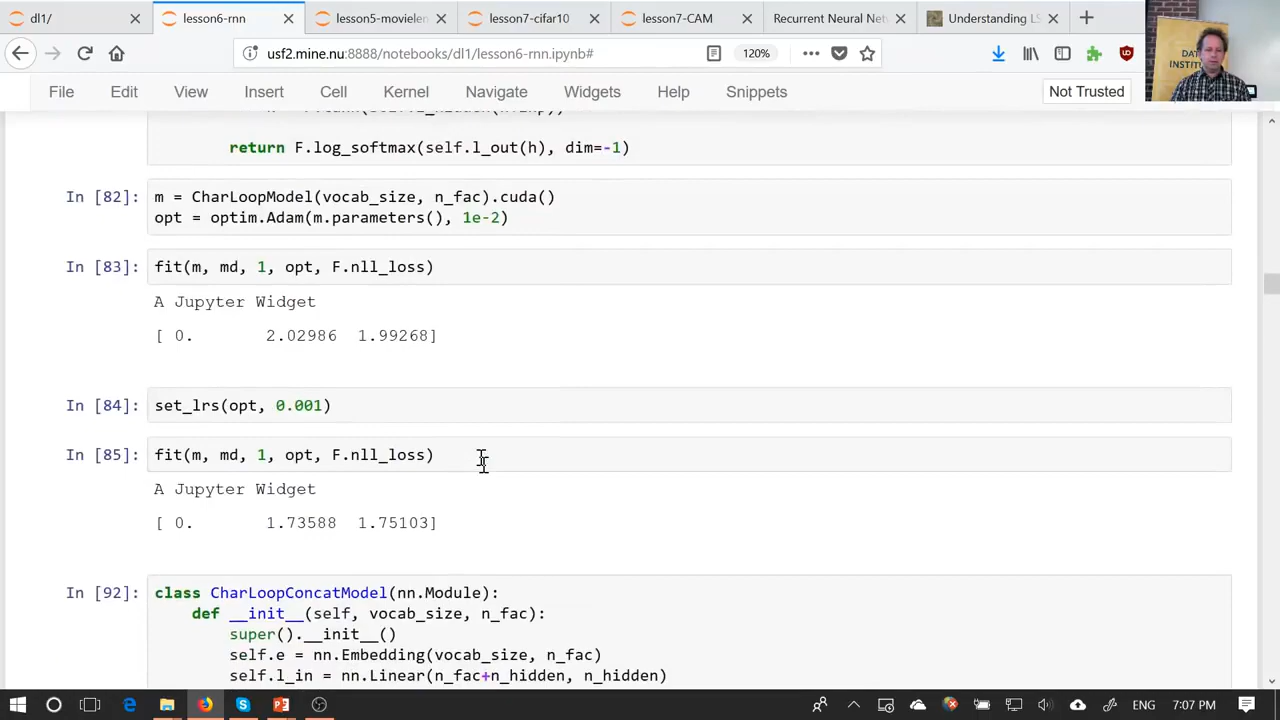 dl1/
lesson6-rnn
lesson5-movielen
lesson7-cifar10
lesson7-CAM
Recurrent Neural Ne
Understanding LS
usf2.mine.nu:8888/notebooks/dl1/lesson6-rnn.ipynb#
120%
File Edit View Insert Cell Kernel Navigate Widgets Help Snippets
Not Trusted
return F.log_softmax(self.l_out(h), dim=-1)
In [82]: m = CharLoopModel(vocab_size, n_fac).cuda()
opt = optim.Adam(m.parameters(), 1e-2)
In [83]: fit(m, md, 1, opt, F.nll_loss)
A Jupyter Widget
[ 0. 2.02986 1.99268]
In [84]: set_lrs(opt, 0.001)
In [85]: fit(m, md, 1, opt, F.nll_loss)
A Jupyter Widget
[ 0. 1.73588 1.75103]
In [92]: class CharLoopConcatModel(nn.Module):
def __init__(self, vocab_size, n_fac):
super().__init__()
self.e = nn.Embedding(vocab_size, n_fac)
self.l_in = nn.Linear(n_fac+n_hidden, n_hidden)
ENG 7:07 PM